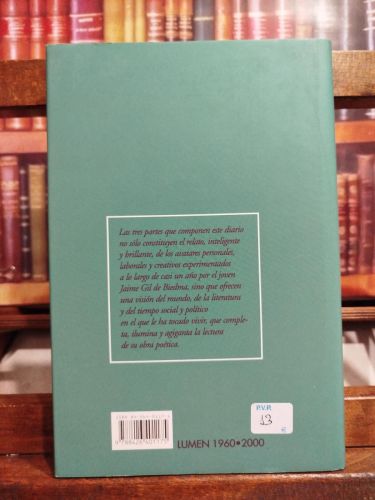 Las tres partes que componen este diario
no sólo constituyen el relato, inteligente
y brillante, de los avatares personales,
laborales y creativos experimentados
a lo largo de casi un año por el joven
Jaime Gil de Biedma, sino que ofrecen
una visión del mundo, de la literatura
y del tiempo social y político
en el que le ha tocado vivir, que comple-
ta, ilumina y agiganta la lectura
de su obra poética.
9 788426 401175
LUMEN 1960•2000
P.V.P.
13
€